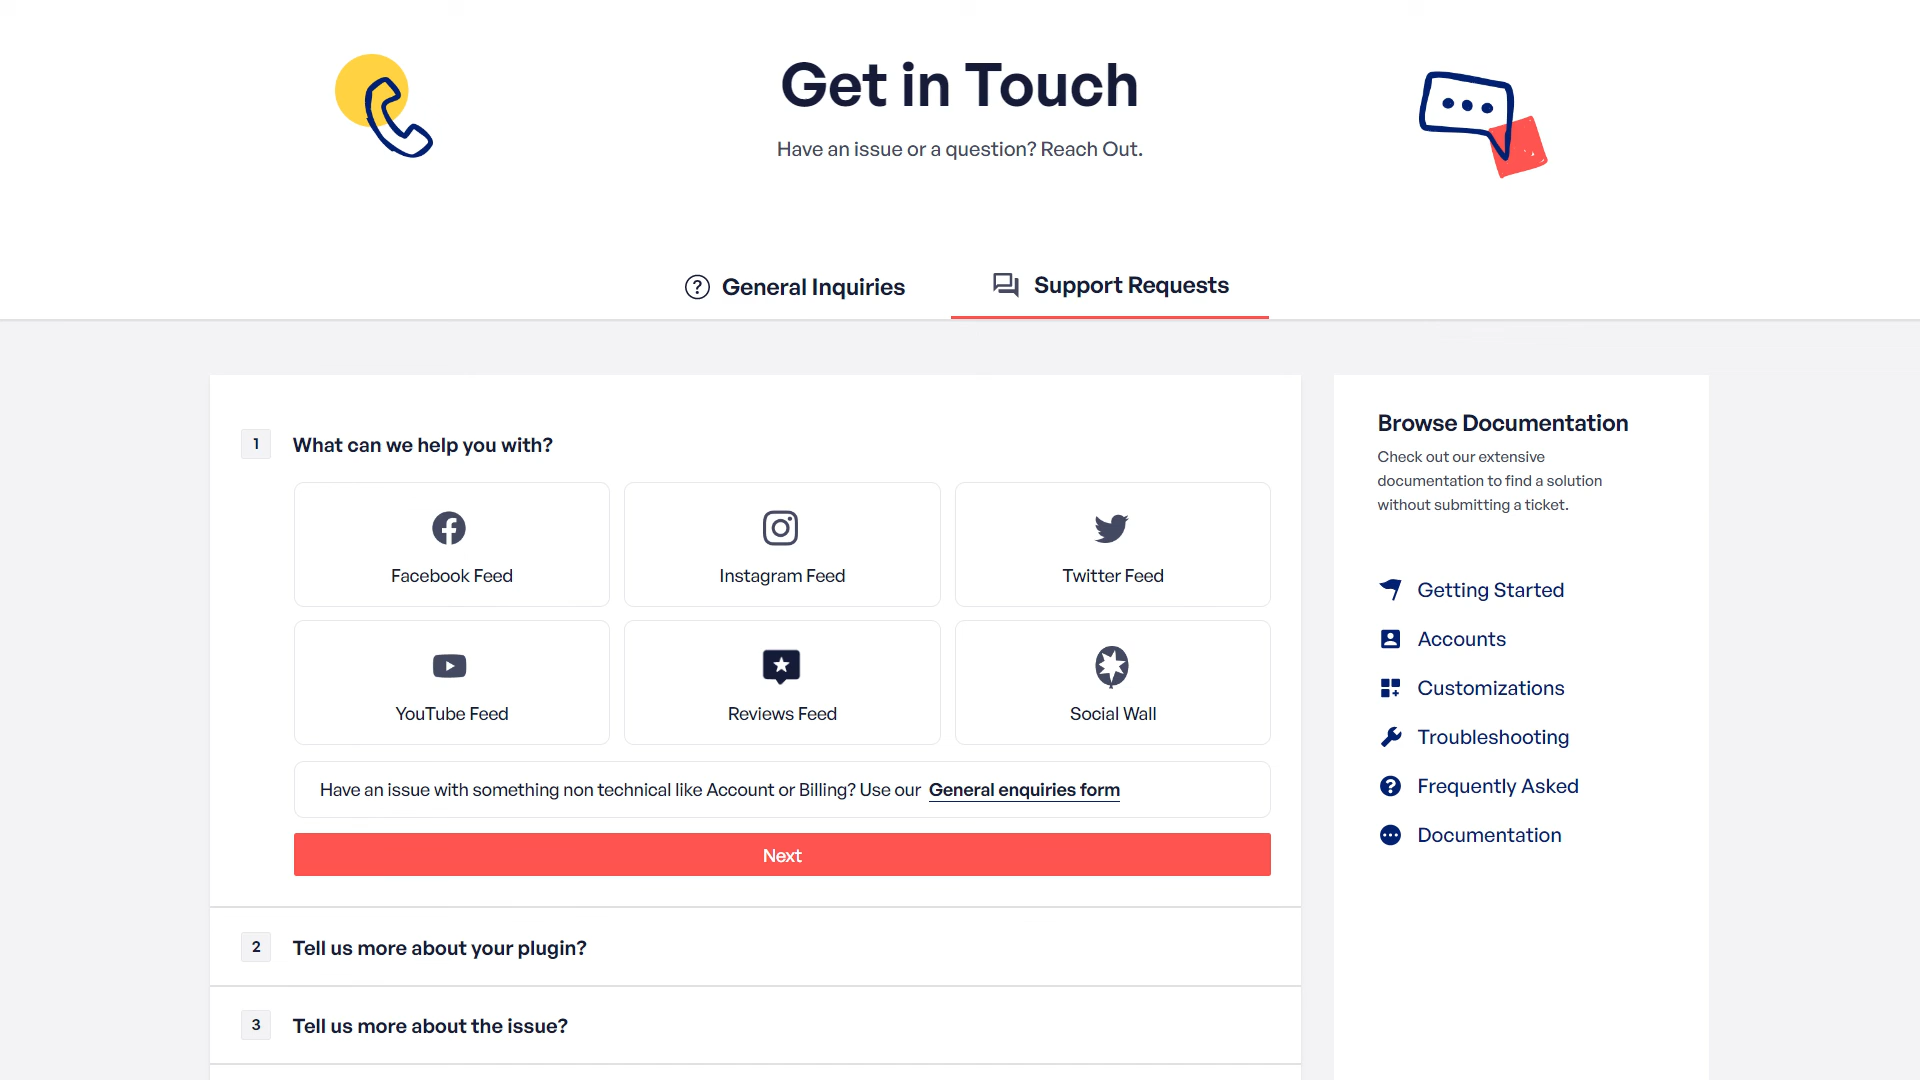 Get in Touch
Have an issue or a question? Reach Out.
General Inquiries
Support Requests
1
What can we help you with?
Facebook Feed
Instagram Feed
Twitter Feed
YouTube Feed
Reviews Feed
Social Wall
Have an issue with something non technical like Account or Billing? Use our General enquiries form
Next
2
Tell us more about your plugin?
3
Tell us more about the issue?
Browse Documentation
Check out our extensive
documentation to find a solution
without submitting a ticket.
Getting Started
Accounts
Customizations
Troubleshooting
Frequently Asked
Documentation